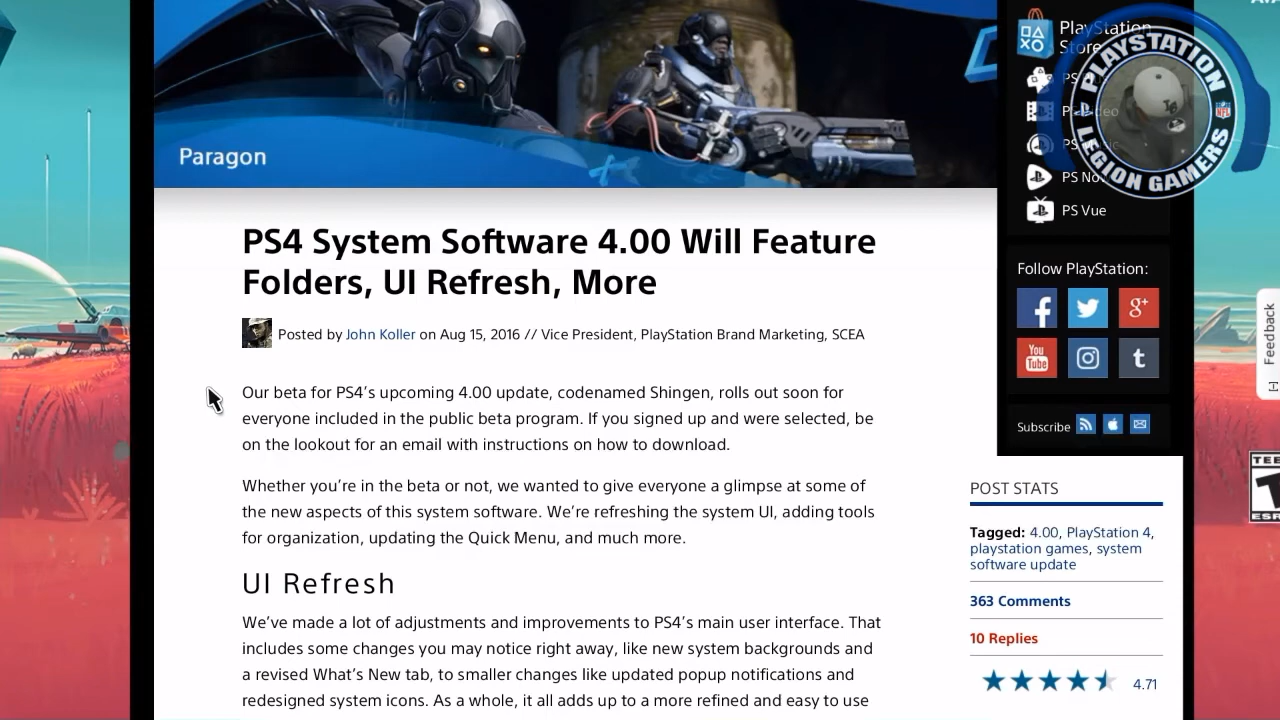 Paragon
PS4 System Software 4.00 Will Feature
Folders, UI Refresh, More
Posted by John Koller on Aug 15, 2016 // Vice President, PlayStation Brand Marketing, SCEA
Our beta for PS4's upcoming 4.00 update, codenamed Shingen, rolls out soon for
everyone included in the public beta program. If you signed up and were selected, be
on the lookout for an email with instructions on how to download.
Whether you're in the beta or not, we wanted to give everyone a glimpse at some of
the new aspects of this system software. We're refreshing the system UI, adding tools
for organization, updating the Quick Menu, and much more.
UI Refresh
We've made a lot of adjustments and improvements to PS4's main user interface. That
includes some changes you may notice right away, like new system backgrounds and
a revised What's New tab, to smaller changes like updated popup notifications and
redesigned system icons. As a whole, it all adds up to a more refined and easy to use
PlayStation
Store
PS Vue
PLAYSTATION
LEGION GAMERS
NFL
Follow PlayStation:
g+
You
Tube
t
Subscribe
POST STATS
Tagged: 4.00, PlayStation 4,
playstation games, system
software update
363 Comments
10 Replies
4.71
Feedback
[-]